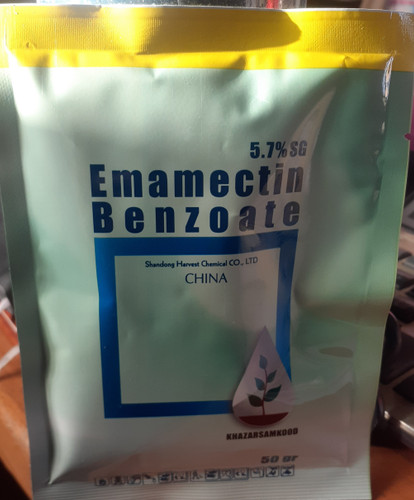 5.7% SG
Emamectin
Benzoate
Shandong Harvest Chemical CO., LTD
CHINA
KHAZARSAMKOOD
50 gr